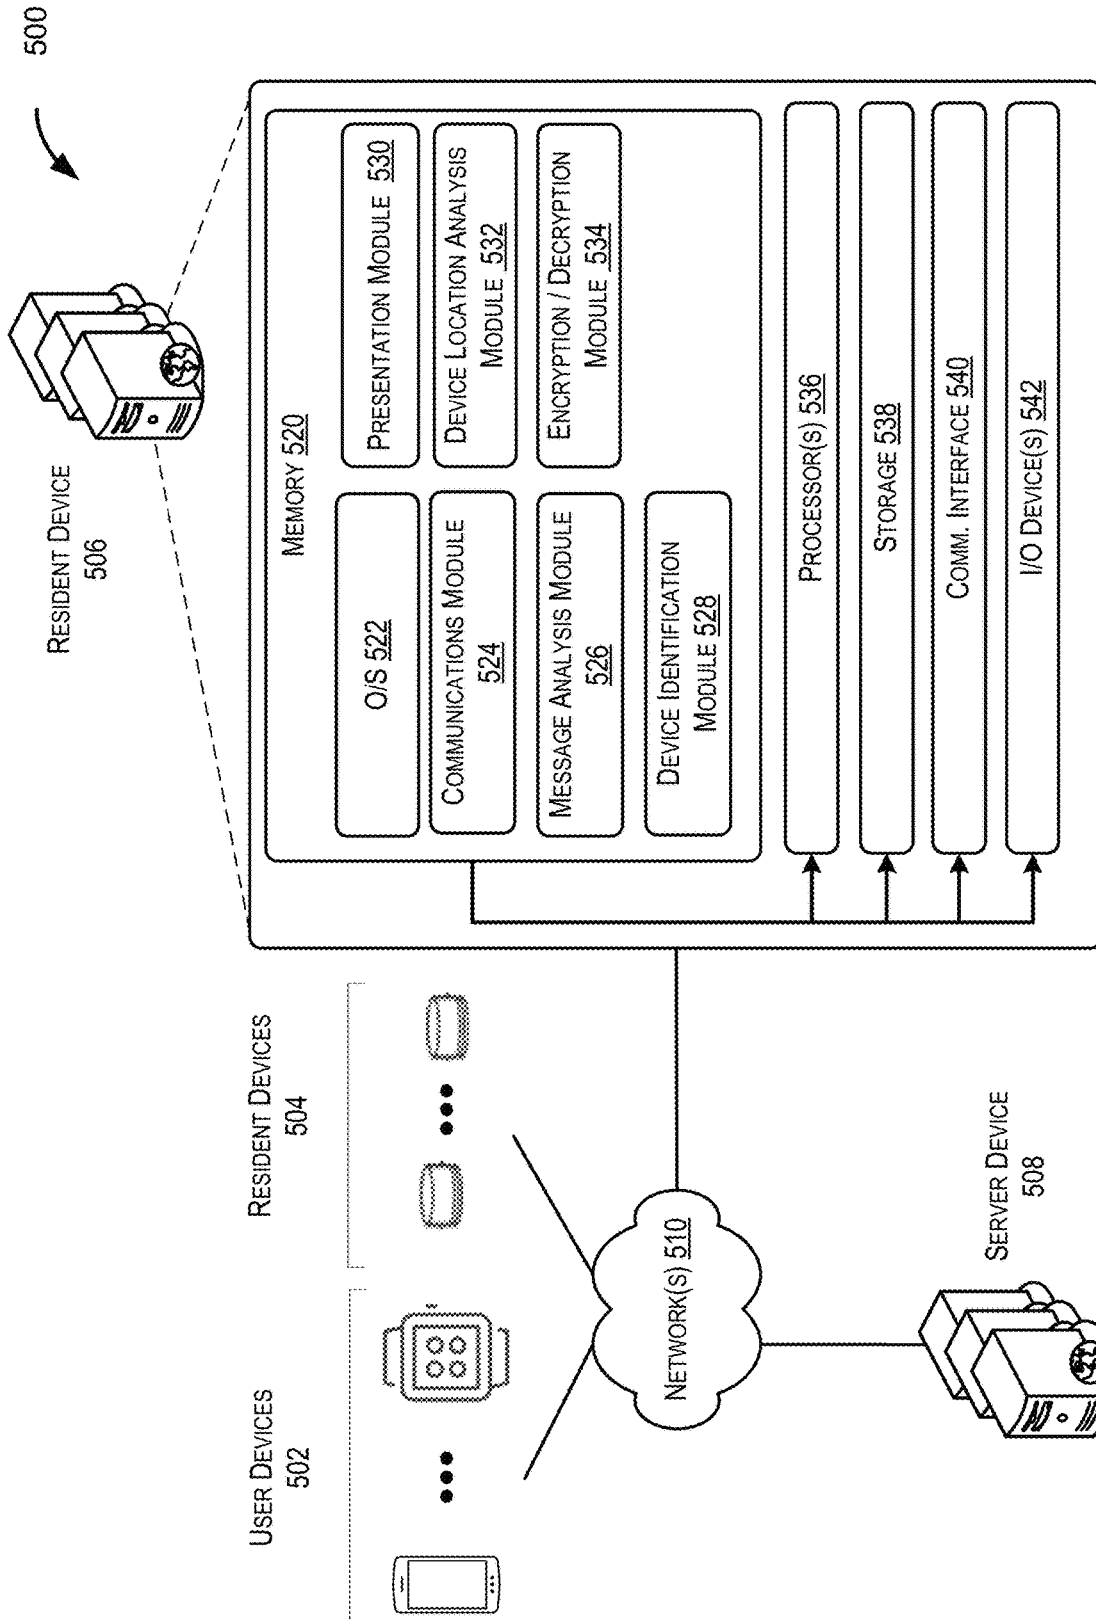 500
RESIDENT DEVICE
506
USER DEVICES
502
RESIDENT DEVICES
504
NETWORK(S) 510
SERVER DEVICE
508
MEMORY 520
O/S 522
COMMUNICATIONS MODULE
524
MESSAGE ANALYSIS MODULE
526
DEVICE IDENTIFICATION
MODULE 528
PRESENTATION MODULE 530
DEVICE LOCATION ANALYSIS
MODULE 532
ENCRYPTION / DECRYPTION
MODULE 534
PROCESSOR(S) 536
STORAGE 538
COMM. INTERFACE 540
I/O DEVICE(S) 542